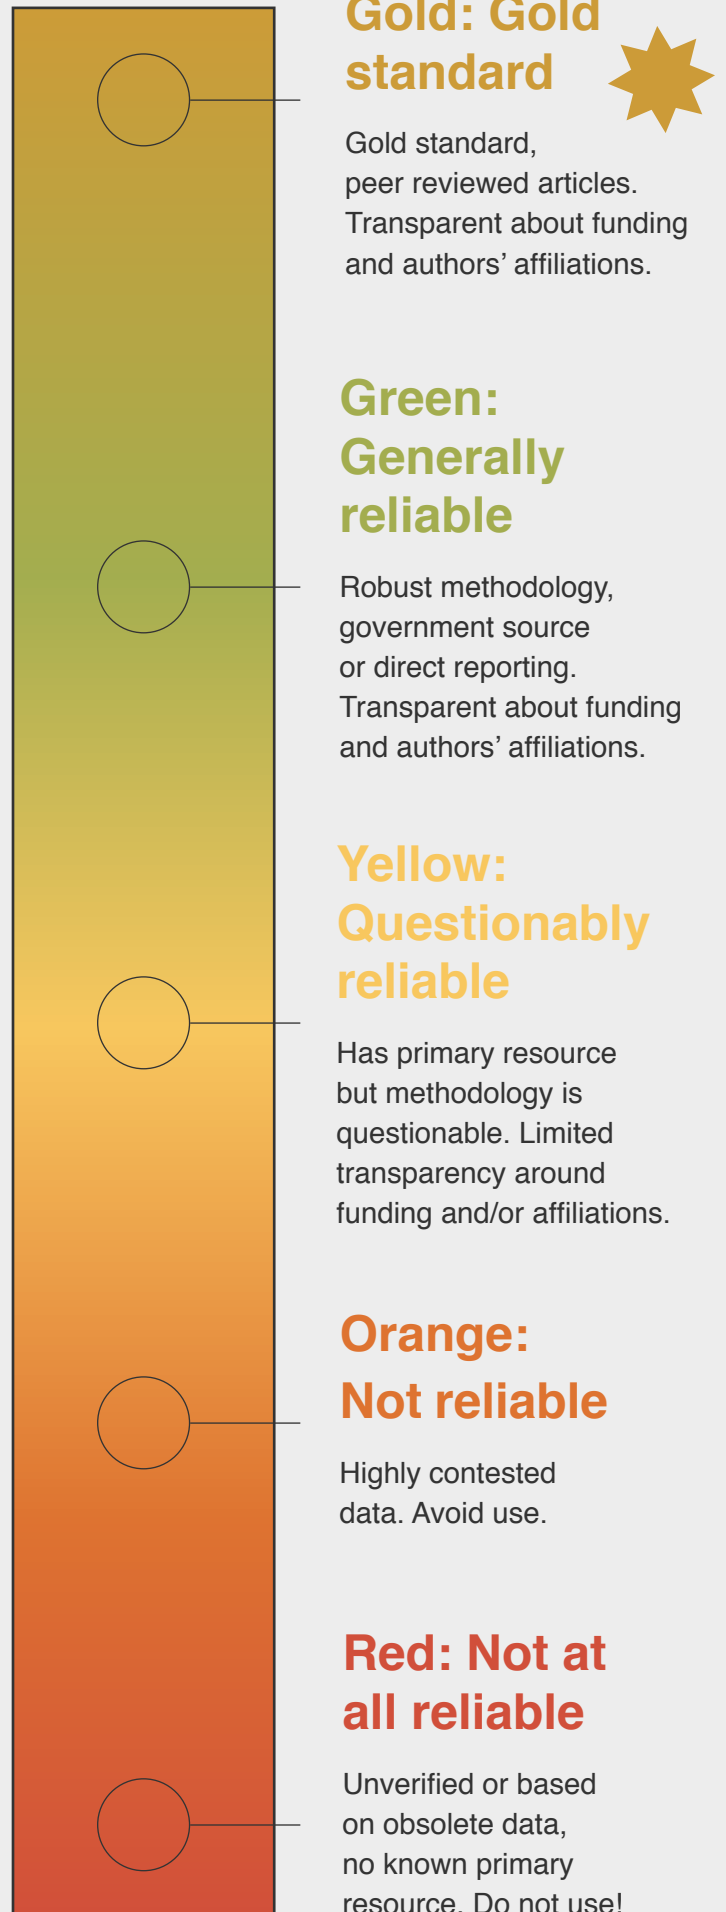 Gold: Gold
standard
Gold standard,
peer reviewed articles.
Transparent about funding
and authors’ affiliations.
Green:
Generally
reliable
Robust methodology,
government source
or direct reporting.
Transparent about funding
and authors’ affiliations.
Yellow:
Questionably
reliable
Has primary resource
but methodology is
questionable. Limited
transparency around
funding and/or affiliations.
Orange:
Not reliable
Highly contested
data. Avoid use.
Red: Not at
all reliable
Unverified or based
on obsolete data,
no known primary
resource. Do not use!